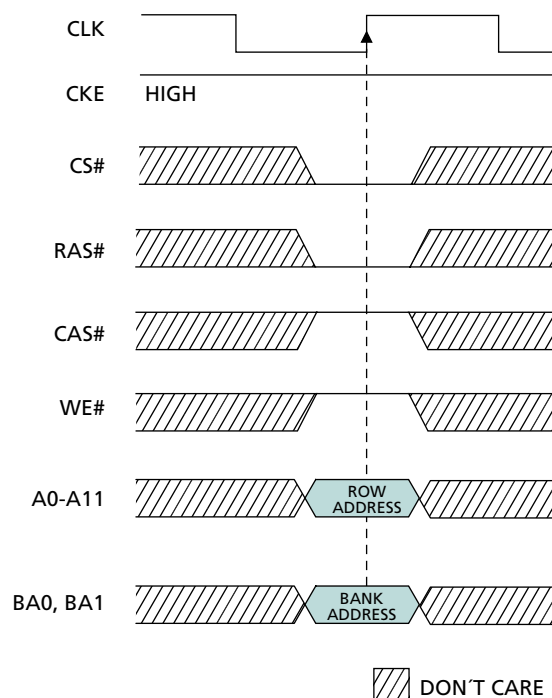 CLK
CKE HIGH
CS#
RAS#
CAS#
WE#
A0-A11
ROW
ADDRESS
BA0, BA1
BANK
ADDRESS
DON´T CARE